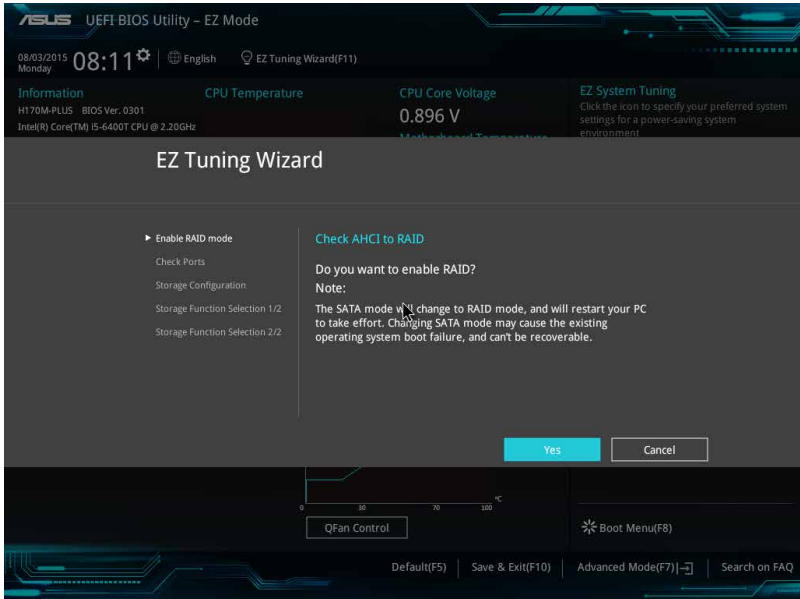 ASUS UEFI BIOS Utility – EZ Mode
08/03/2015
Monday
08:11
English
EZ Tuning Wizard(F11)
Information
H170M-PLUS BIOS Ver. 0301
Intel(R) Core(TM) i5-6400T CPU @ 2.20GHz
CPU Temperature
CPU Core Voltage
0.896 V
Motherboard Temperature
EZ System Tuning
Click the icon to specify your preferred system
settings for a power-saving system
environment
EZ Tuning Wizard
Enable RAID mode
Check Ports
Storage Configuration
Storage Function Selection 1/2
Storage Function Selection 2/2
Check AHCI to RAID
Do you want to enable RAID?
Note:
The SATA mode will change to RAID mode, and will restart your PC
to take effort. Changing SATA mode may cause the existing
operating system boot failure, and can't be recoverable.
Yes
Cancel
°C
0 30 70 100
QFan Control
Boot Menu(F8)
Default(F5)
Save & Exit(F10)
Advanced Mode(F7)
Search on FAQ